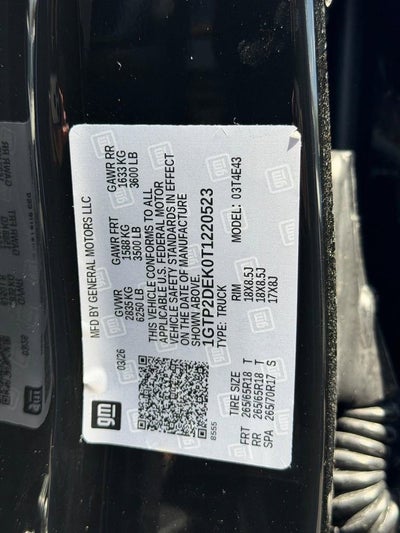 MFD BY GENERAL MOTORS LLC
03/26
GVWR
2835 KG
6250 LB
GAWR FRT
1588 KG
3500 LB
GAWR RR
1633 KG
3600 LB
THIS VEHICLE CONFORMS TO ALL
APPLICABLE U.S. FEDERAL MOTOR
VEHICLE SAFETY STANDARDS IN EFFECT
ON THE DATE OF MANUFACTURE
SHOWN ABOVE.
1GTP2DEK0T1220523
TYPE: TRUCK MODEL: 03T4E43
8555
gm
TIRE SIZE RIM
FRT 265/65R18 T 18X8.5J
RR 265/65R18 T 18X8.5J
SPA 265/70R17 S 17X8J